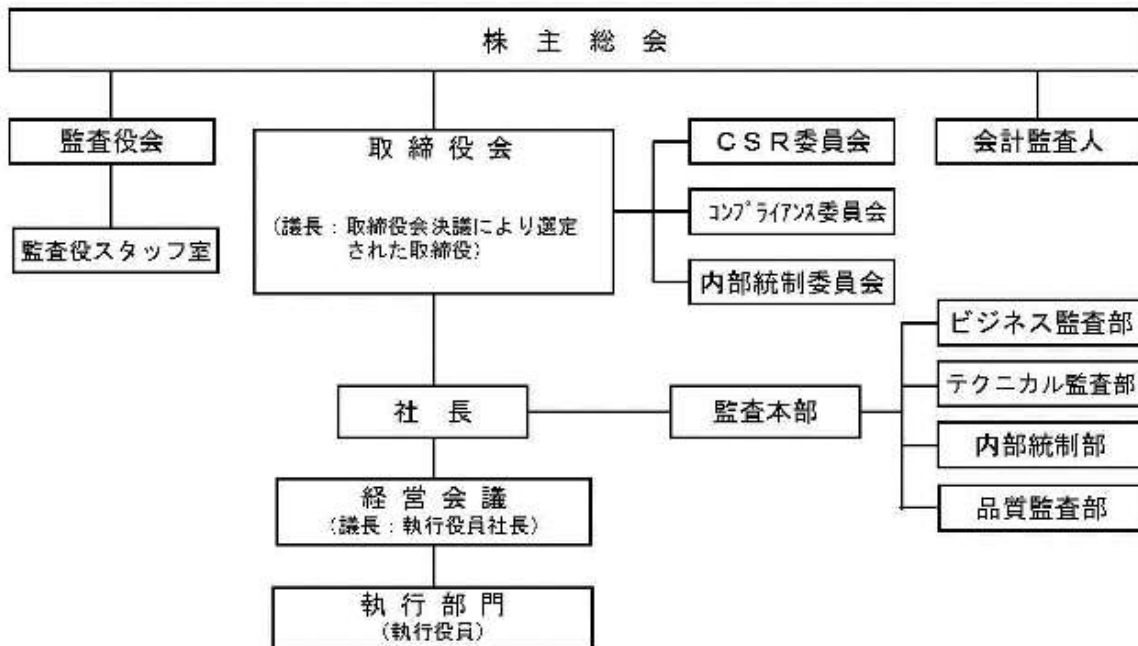 株主総会
監査役会
取締役会
(議長：取締役会決議により選定
された取締役)
CSR委員会
会計監査人
ｺﾝﾌﾟﾗｲｱﾝｽ委員会
監査役スタッフ室
内部統制委員会
ビジネス監査部
テクニカル監査部
社長
監査本部
内部統制部
経営会議
(議長：執行役員社長)
品質監査部
執行部門
(執行役員)